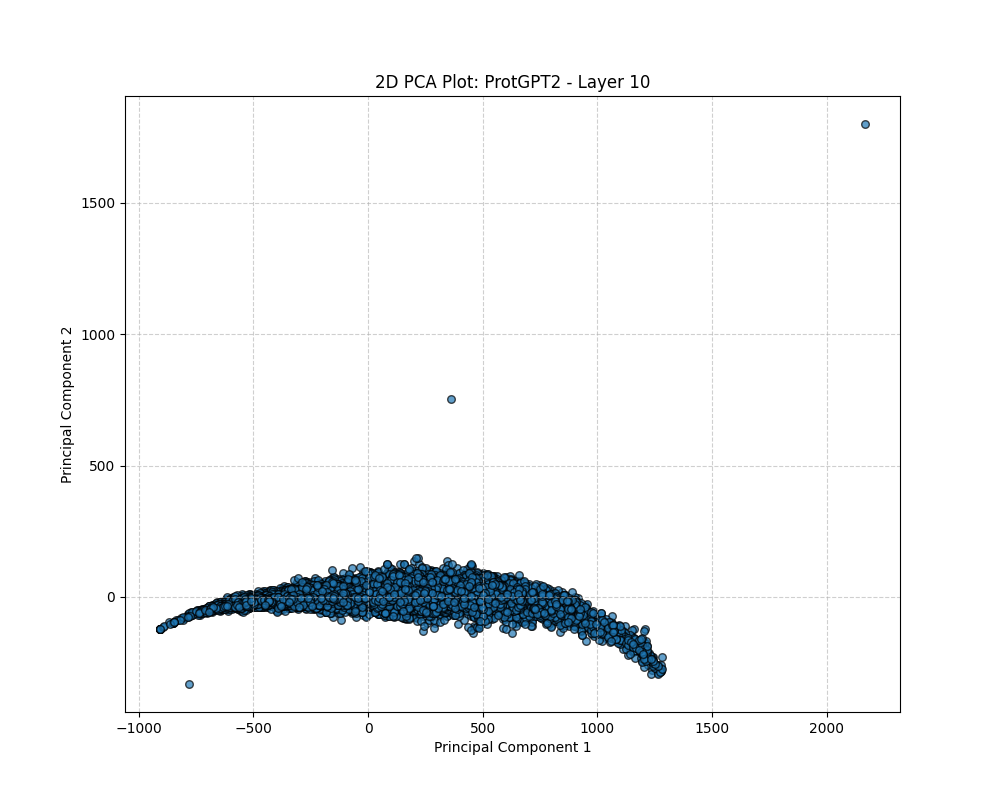 2D PCA Plot: ProtGPT2 - Layer 10
Principal Component 2
1500
1000
500
0
−1000 −500 0 500 1000 1500 2000
Principal Component 1